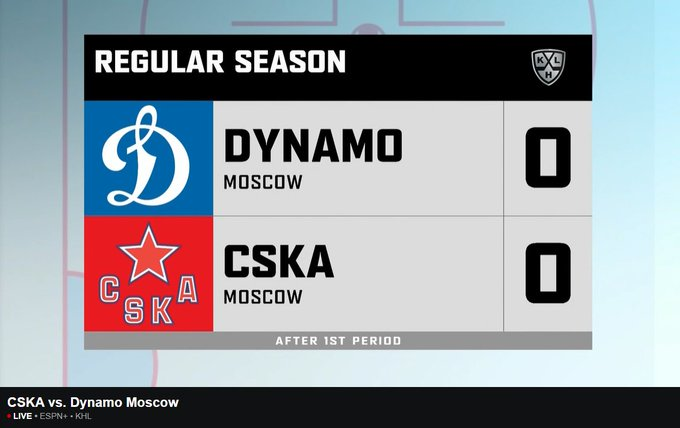 REGULAR SEASON
KHL
D
DYNAMO
MOSCOW
0
CSKA
CSKA
MOSCOW
0
AFTER 1ST PERIOD
CSKA vs. Dynamo Moscow
• LIVE • ESPN+ • KHL